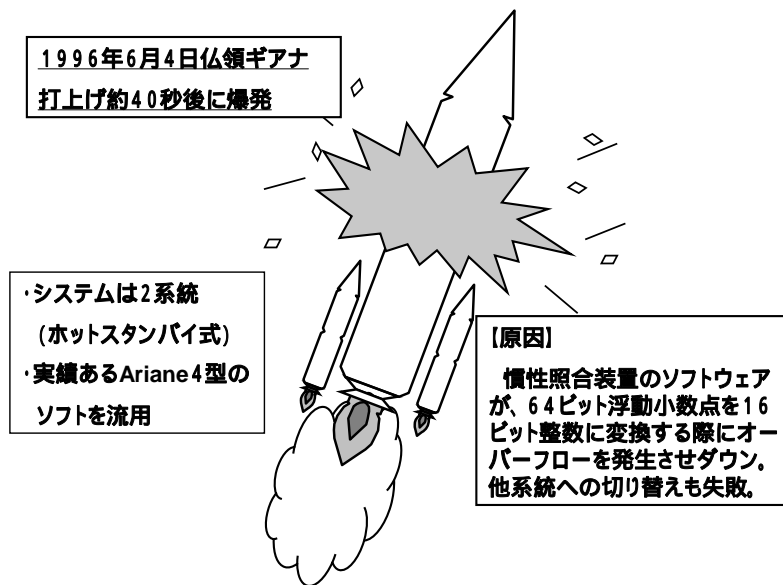 1996年6月4日仏領ギアナ
打上げ約40秒後に爆発
・システムは2系統
(ホットスタンバイ式)
・実績あるAriane4型の
ソフトを流用
【原因】
慣性照合装置のソフトウェア
が、64ビット浮動小数点を16
ビット整数に変換する際にオー
バーフローを発生させダウン。
他系統への切り替えも失敗。